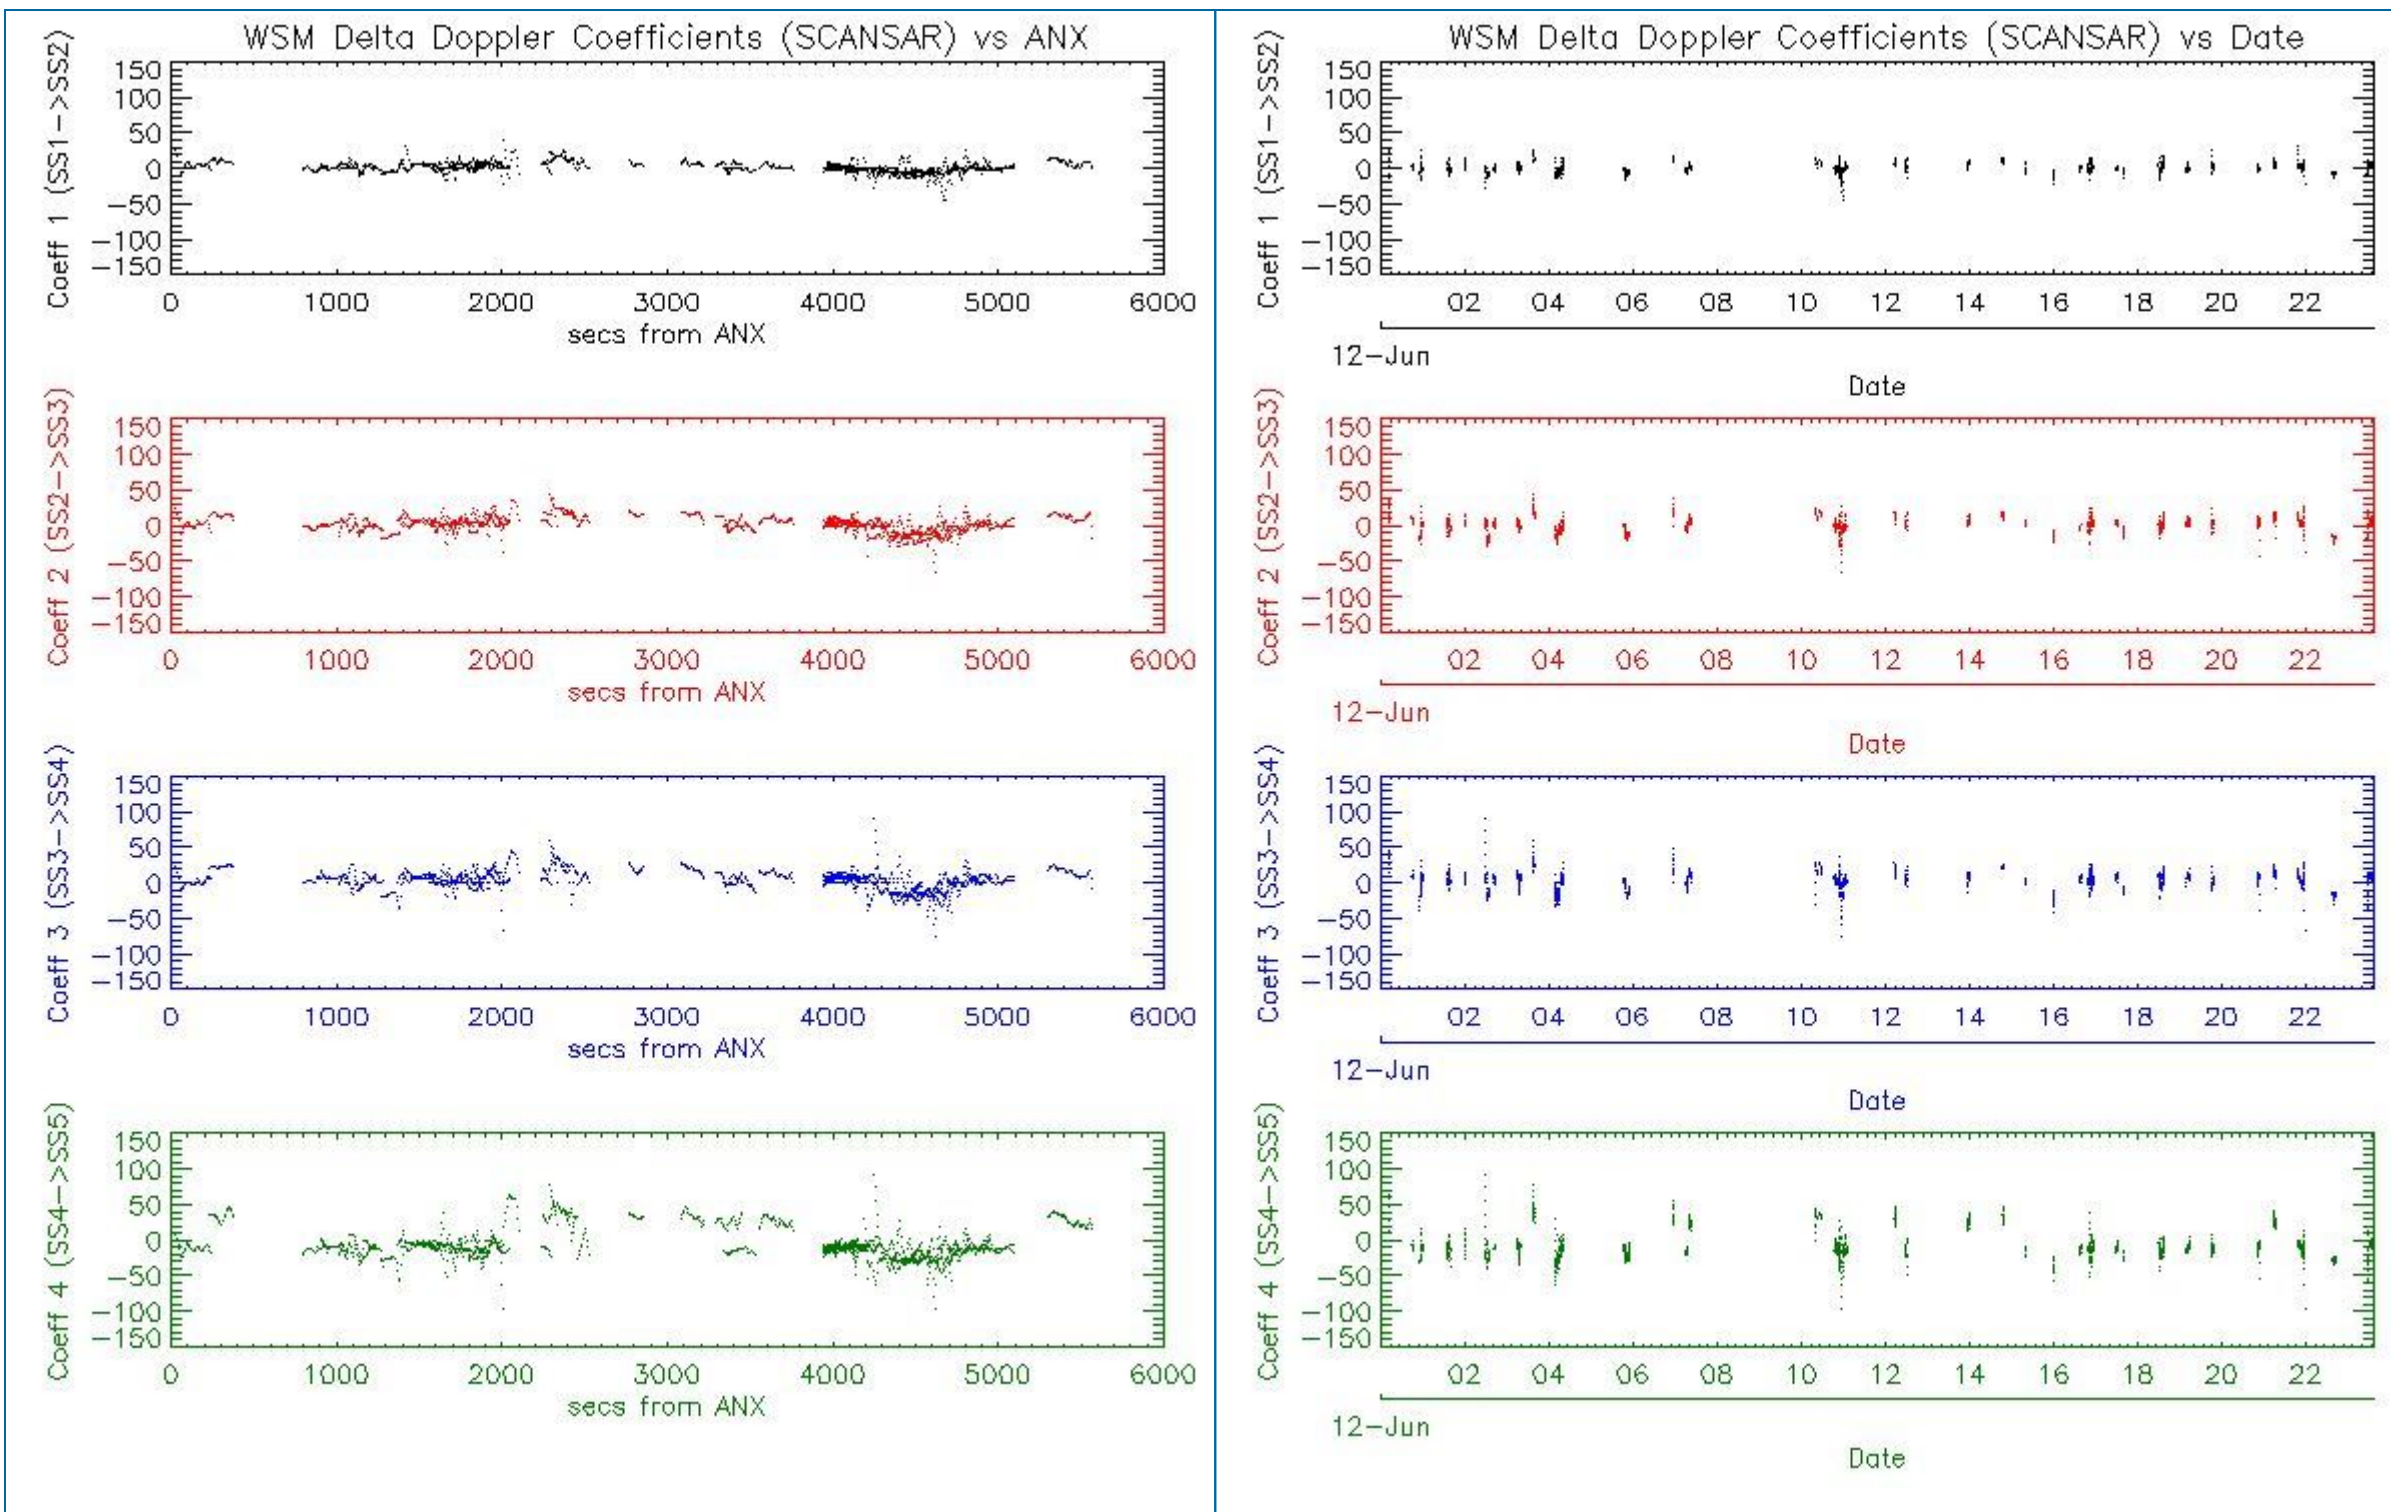 WSM Delta Doppler Coefficients (SCANSAR) vs ANX
Coeff 1 (SS1->SS2)
150
100
50
0
-50
-100
-150
0 1000 2000 3000 4000 5000 6000
secs from ANX
Coeff 2 (SS2->SS3)
150
100
50
0
-50
-100
-150
0 1000 2000 3000 4000 5000 6000
secs from ANX
Coeff 3 (SS3->SS4)
150
100
50
0
-50
-100
-150
0 1000 2000 3000 4000 5000 6000
secs from ANX
Coeff 4 (SS4->SS5)
150
100
50
0
-50
-100
-150
0 1000 2000 3000 4000 5000 6000
secs from ANX
WSM Delta Doppler Coefficients (SCANSAR) vs Date
Coeff 1 (SS1->SS2)
150
100
50
0
-50
-100
-150
02 04 06 08 10 12 14 16 18 20 22
12-Jun
Date
Coeff 2 (SS2->SS3)
150
100
50
0
-50
-100
-150
02 04 06 08 10 12 14 16 18 20 22
12-Jun
Date
Coeff 3 (SS3->SS4)
150
100
50
0
-50
-100
-150
02 04 06 08 10 12 14 16 18 20 22
12-Jun
Date
Coeff 4 (SS4->SS5)
150
100
50
0
-50
-100
-150
02 04 06 08 10 12 14 16 18 20 22
12-Jun
Date